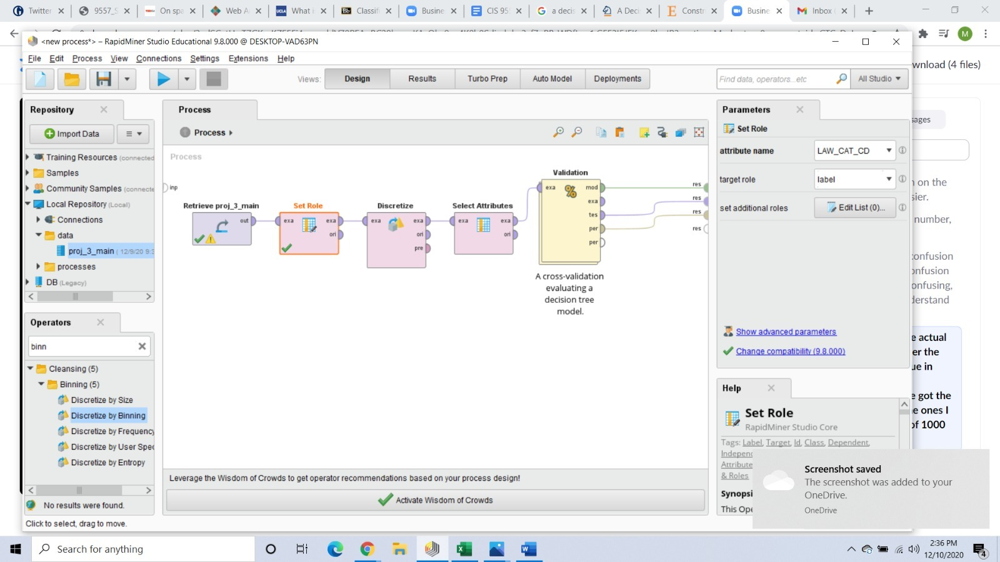 Twitter
9557_S
On spa
Web A
What i
Classifi
Busine
CIS 955
a decis
A Deci
Constr
Busine
Inbox (
<new process*> – RapidMiner Studio Educational 9.8.000 @ DESKTOP-VAD63PN
File Edit Process View Connections Settings Extensions Help
Views: Design Results Turbo Prep Auto Model Deployments
Find data, operators...etc
All Studio
wnload (4 files)
Repository
Import Data
Training Resources (connected
Samples
Community Samples (connecte
Local Repository (Local)
Connections
data
proj_3_main ( 12/9/20 9:3
processes
DB (Legacy)
Operators
binn
Cleansing (5)
Binning (5)
Discretize by Size
Discretize by Binning
Discretize by Frequency
Discretize by User Spec
Discretize by Entropy
No results were found.
Click to select, drag to move.
Process
Process
Process
inp
Retrieve proj_3_main
out
Set Role
exa exa
ori
Discretize
exa exa
ori
pre
Select Attributes
exa exa
ori
Validation
exa mod
exa
tes
per
per
%
A cross-validation
evaluating a
decision tree
model.
res
res
res
res
Leverage the Wisdom of Crowds to get operator recommendations based on your process design!
Activate Wisdom of Crowds
Parameters
Set Role
attribute name LAW_CAT_CD
target role label
set additional roles Edit List (0)...
Show advanced parameters
Change compatibility (9.8.000)
Help
Set Role
RapidMiner Studio Core
Tags: Label, Target, Id, Class, Dependent,
Independ
Attribute
& Roles
Synopsi
This Ope
sages
on the
sier.
number,
confusion
onfusion
onfusing,
derstand
e actual
er the
ue in
e got the
e ones I
of 1000
Screenshot saved
The screenshot was added to your
OneDrive.
OneDrive
Search for anything
2:36 PM
12/10/2020
4